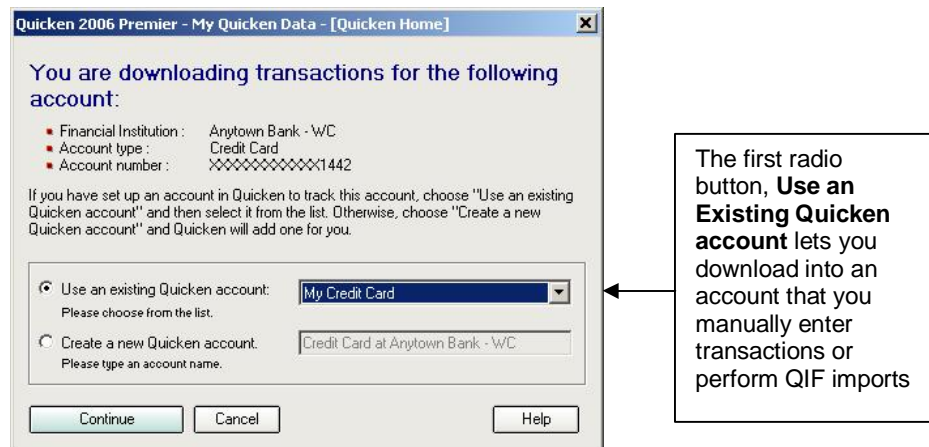 Quicken 2006 Premier - My Quicken Data - [Quicken Home]
You are downloading transactions for the following
account:
Financial Institution : Anytown Bank - WC
Account type : Credit Card
Account number : XXXXXXXXXXXX1442
If you have set up an account in Quicken to track this account, choose "Use an existing
Quicken account" and then select it from the list. Otherwise, choose "Create a new
Quicken account" and Quicken will add one for you.
Use an existing Quicken account: My Credit Card
Please choose from the list.
Create a new Quicken account. Credit Card at Anytown Bank - WC
Please type an account name.
Continue Cancel Help
The first radio
button, Use an
Existing Quicken
account lets you
download into an
account that you
manually enter
transactions or
perform QIF imports